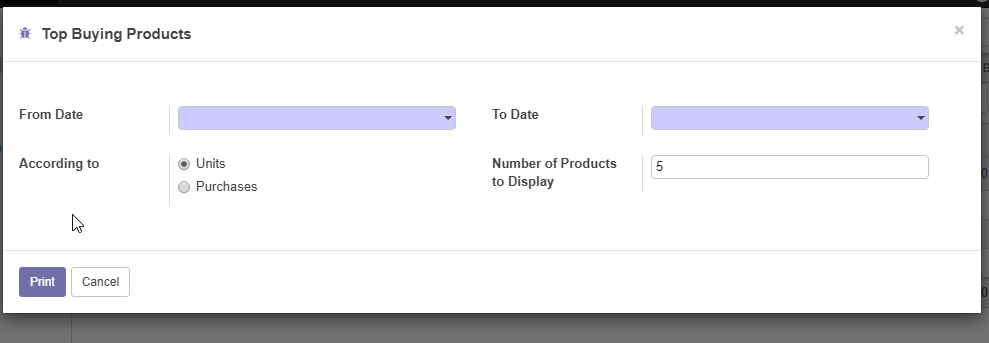 Top Buying Products ×
From Date
To Date
According to
Units
Purchases
Number of Products
to Display
5
Print
Cancel